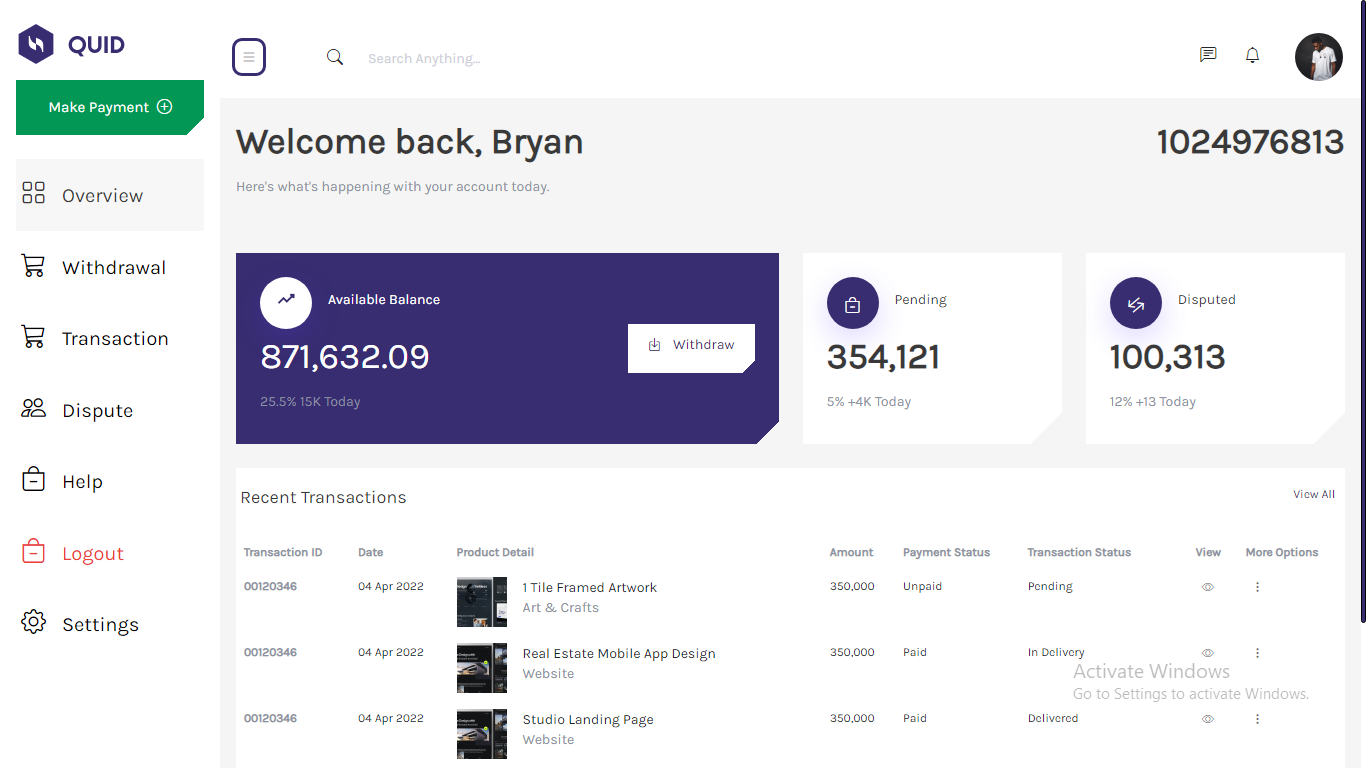 QUID
Search Anything...
Make Payment
Overview
Withdrawal
Transaction
Dispute
Help
Logout
Settings
Welcome back, Bryan
1024976813
Here's what's happening with your account today.
Available Balance
871,632.09
25.5% 15K Today
Withdraw
Pending
354,121
5% +4K Today
Disputed
100,313
12% +13 Today
Recent Transactions
View All
Transaction ID Date Product Detail Amount Payment Status Transaction Status View More Options
00120346 04 Apr 2022 1 Tile Framed Artwork 350,000 Unpaid Pending
Art & Crafts
00120346 04 Apr 2022 Real Estate Mobile App Design 350,000 Paid In Delivery
Website
00120346 04 Apr 2022 Studio Landing Page 350,000 Paid Delivered
Website
Activate Windows
Go to Settings to activate Windows.